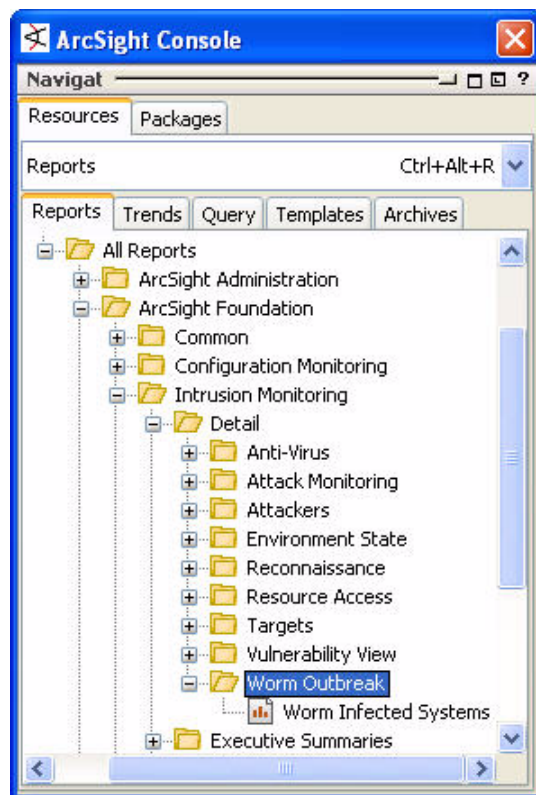 ArcSight Console
Navigat ?
Resources Packages
Reports Ctrl+Alt+R
Reports Trends Query Templates Archives
All Reports
ArcSight Administration
ArcSight Foundation
Common
Configuration Monitoring
Intrusion Monitoring
Detail
Anti-Virus
Attack Monitoring
Attackers
Environment State
Reconnaissance
Resource Access
Targets
Vulnerability View
Worm Outbreak
Worm Infected Systems
Executive Summaries